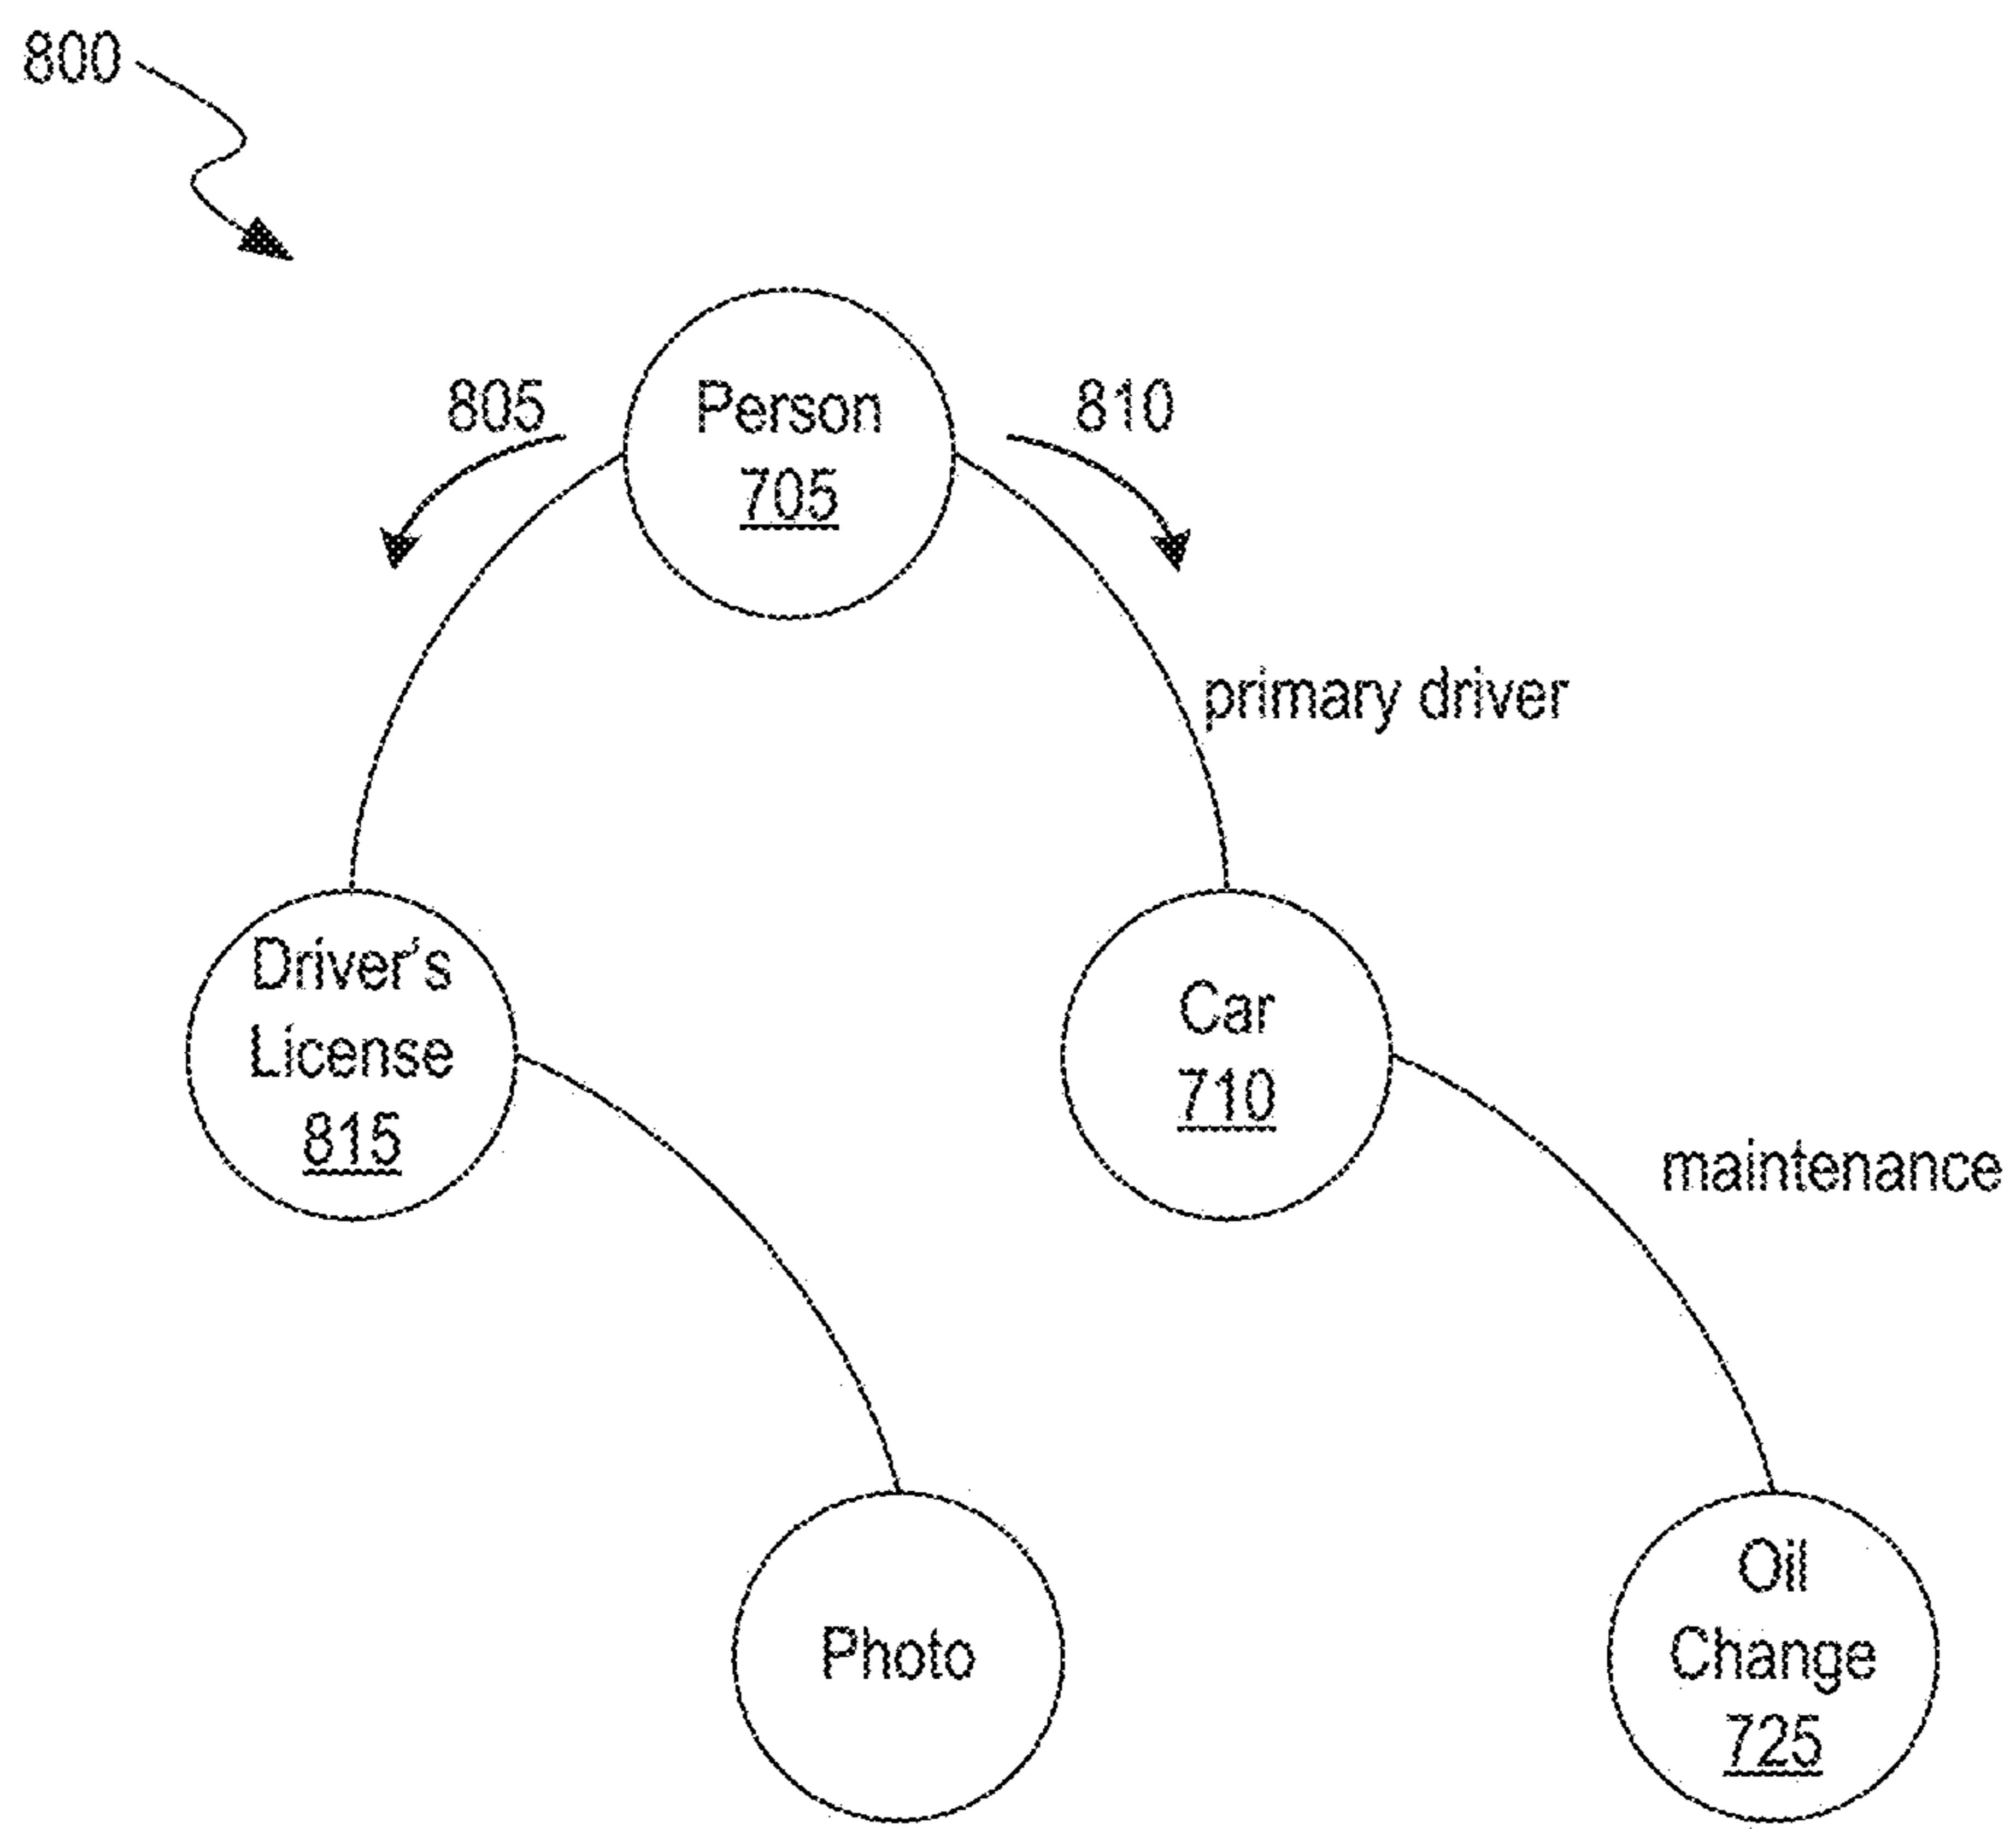 800
805
Person
705
810
primary driver
Driver's
License
815
Car
710
maintenance
Photo
Oil
Change
725